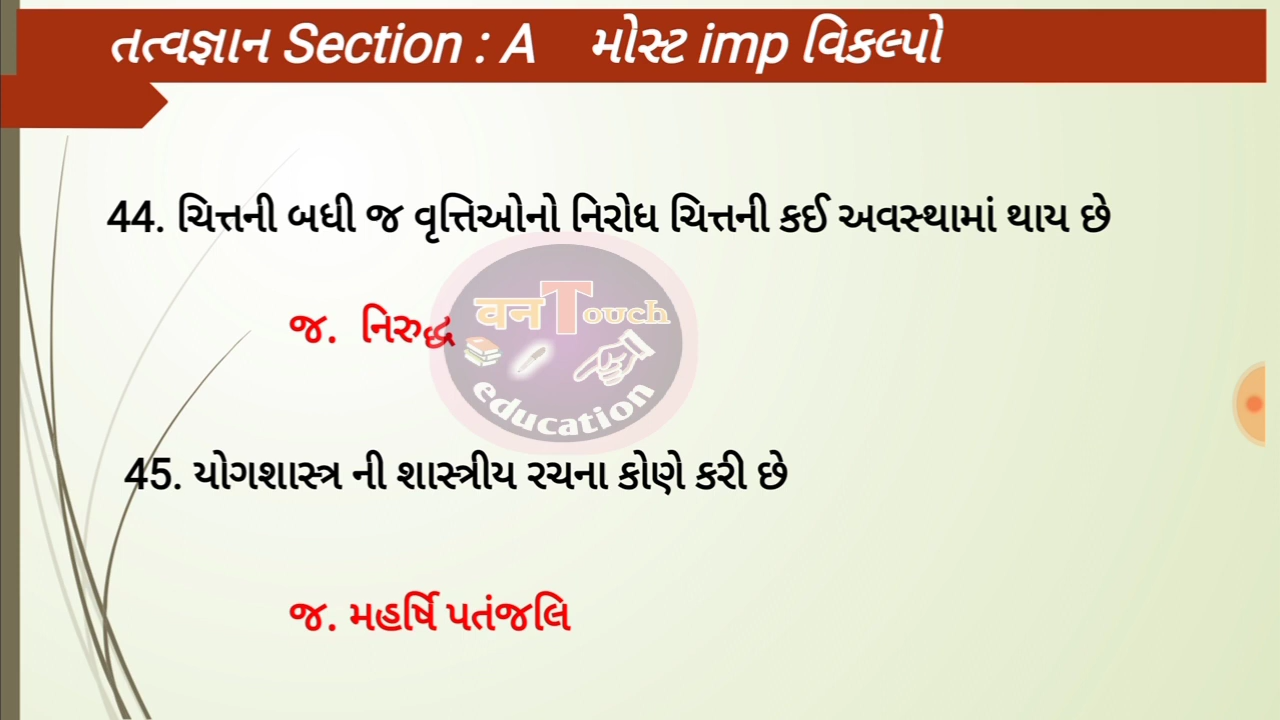 તત્વજ્ઞાન Section : A મોસ્ટ imp વિકલ્પો
44. ચિત્તની બધી જ વૃત્તિઓનો નિરોધ ચિત્તની કઈ અવસ્થામાં થાય છે
જ. નિરુદ્ધ
वन Touch
education
45. યોગશાસ્ત્ર ની શાસ્ત્રીય રચના કોણે કરી છે
જ. મહર્ષિ પતંજલિ